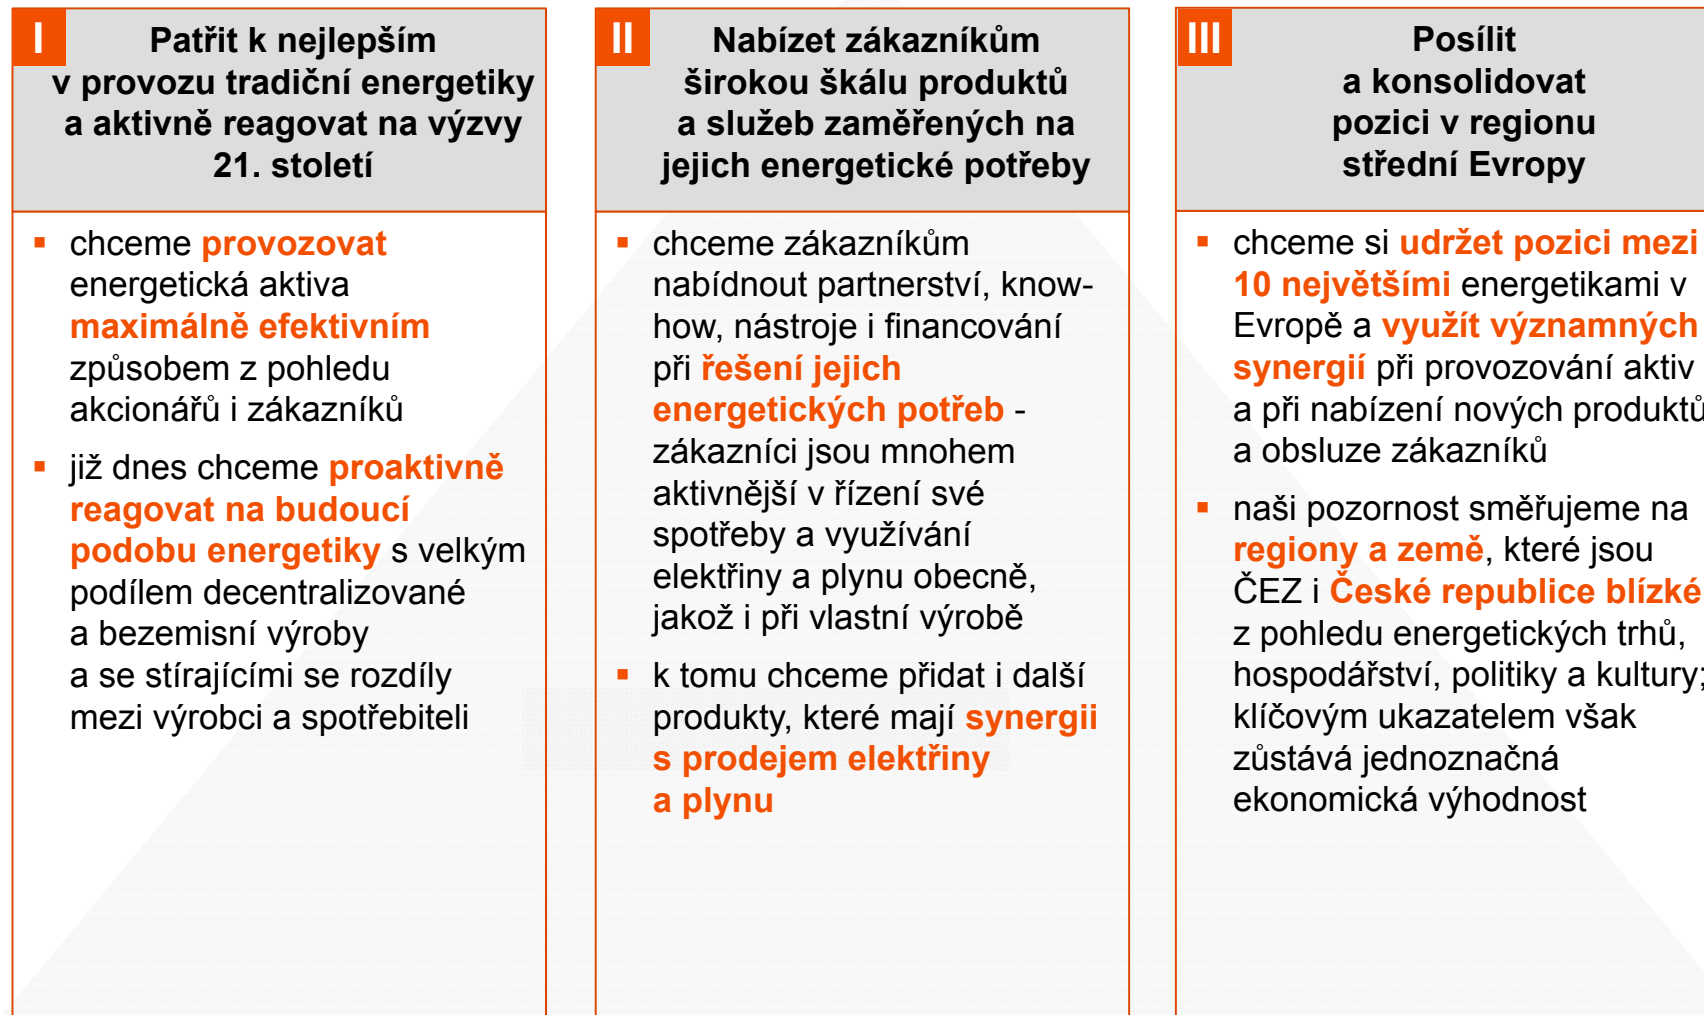 I
Patřit k nejlepším
v provozu tradiční energetiky
a aktivně reagovat na výzvy
21. století
▪ chceme provozovat
energetická aktiva
maximálně efektivním
způsobem z pohledu
akcionářů i zákazníků
▪ již dnes chceme proaktivně
reagovat na budoucí
podobu energetiky s velkým
podílem decentralizované
a bezemisní výroby
a se stírajícími se rozdíly
mezi výrobci a spotřebiteli
II
Nabízet zákazníkům
širokou škálu produktů
a služeb zaměřených na
jejich energetické potřeby
▪ chceme zákazníkům
nabídnout partnerství, know-
how, nástroje i financování
při řešení jejich
energetických potřeb -
zákazníci jsou mnohem
aktivnější v řízení své
spotřeby a využívání
elektřiny a plynu obecně,
jakož i při vlastní výrobě
▪ k tomu chceme přidat i další
produkty, které mají synergii
s prodejem elektřiny
a plynu
III
Posílit
a konsolidovat
pozici v regionu
střední Evropy
▪ chceme si udržet pozici mezi
10 největšími energetikami v
Evropě a využít významných
synergií při provozování aktiv
a při nabízení nových produktů
a obsluze zákazníků
▪ naši pozornost směřujeme na
regiony a země, které jsou
ČEZ i České republice blízké
z pohledu energetických trhů,
hospodářství, politiky a kultury;
klíčovým ukazatelem však
zůstává jednoznačná
ekonomická výhodnost